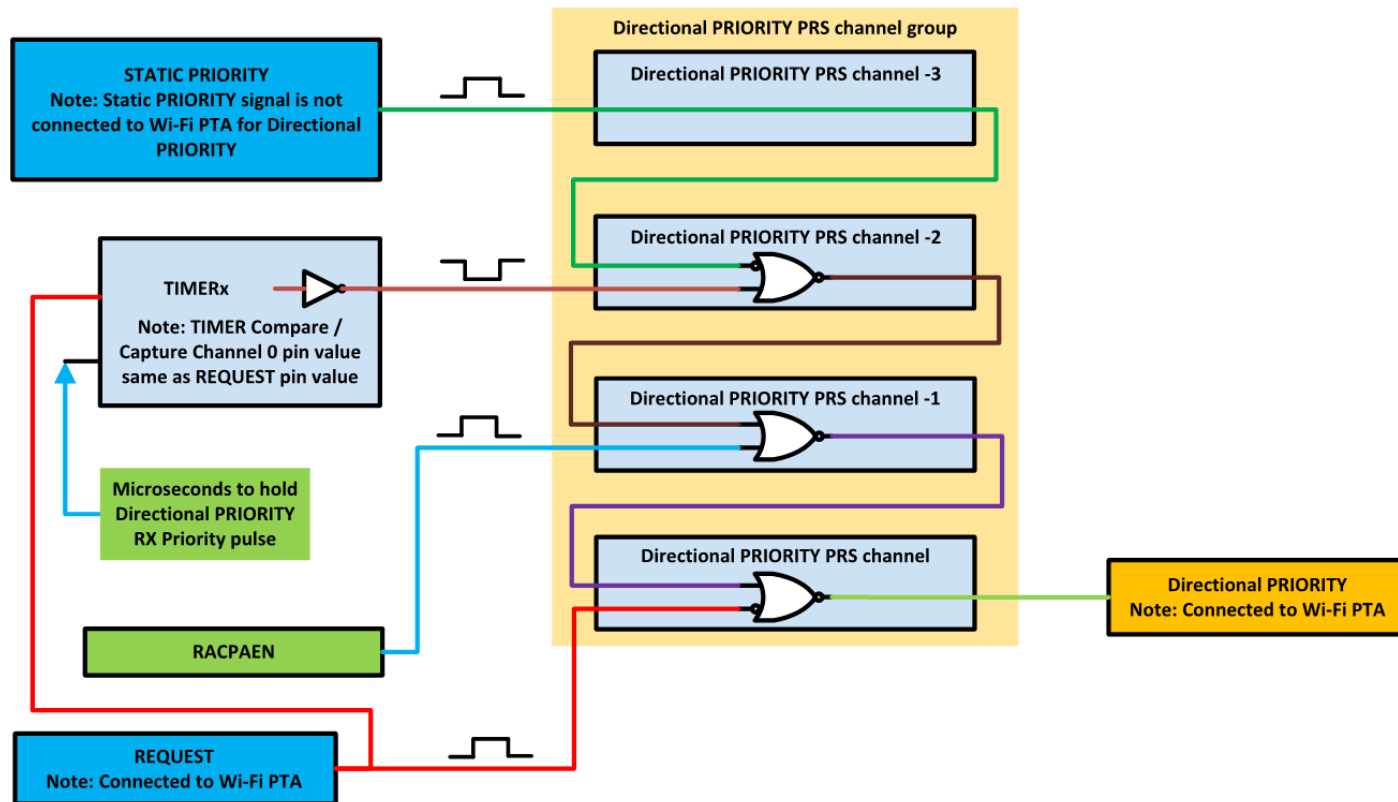 Directional PRIORITY PRS channel group
STATIC PRIORITY
Note: Static PRIORITY signal is not
connected to Wi-Fi PTA for Directional
PRIORITY
Directional PRIORITY PRS channel -3
Directional PRIORITY PRS channel -2
TIMERx
Note: TIMER Compare /
Capture Channel 0 pin value
same as REQUEST pin value
Directional PRIORITY PRS channel -1
Microseconds to hold
Directional PRIORITY
RX Priority pulse
Directional PRIORITY PRS channel
Directional PRIORITY
Note: Connected to Wi-Fi PTA
RACPAEN
REQUEST
Note: Connected to Wi-Fi PTA